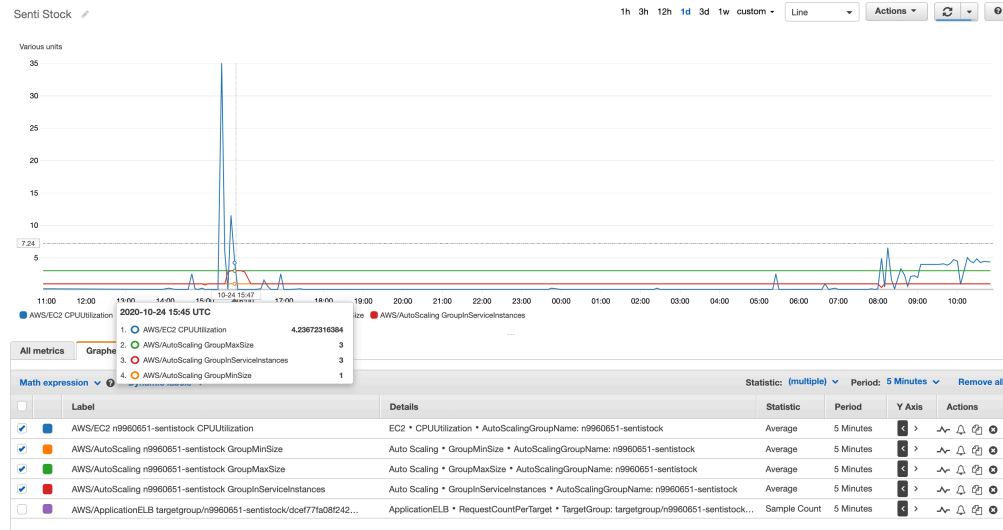 Senti Stock
1h 3h 12h 1d 3d 1w custom
Line
Actions
Various units
35
30
25
20
15
10
7.24
5
11:00 12:00 13:00 14:00 15:00 17:00 18:00 19:00 20:00 21:00 22:00 23:00 00:00 01:00 02:00 03:00 04:00 05:00 06:00 07:00 08:00 09:00 10:00
10-24 15:47
AWS/EC2 CPUUtilization
AWS/AutoScaling GroupInServiceInstances
2020-10-24 15:45 UTC
1. AWS/EC2 CPUUtilization 4.23672316384
2. AWS/AutoScaling GroupMaxSize 3
3. AWS/AutoScaling GroupInServiceInstances 3
4. AWS/AutoScaling GroupMinSize 1
All metrics Graphe
Math expression
Statistic: (multiple) Period: 5 Minutes Remove all
Label Details Statistic Period Y Axis Actions
AWS/EC2 n9960651-sentistock CPUUtilization EC2 • CPUUtilization • AutoScalingGroupName: n9960651-sentistock Average 5 Minutes
AWS/AutoScaling n9960651-sentistock GroupMinSize Auto Scaling • GroupMinSize • AutoScalingGroupName: n9960651-sentistock Average 5 Minutes
AWS/AutoScaling n9960651-sentistock GroupMaxSize Auto Scaling • GroupMaxSize • AutoScalingGroupName: n9960651-sentistock Average 5 Minutes
AWS/AutoScaling n9960651-sentistock GroupInServiceInstances Auto Scaling • GroupInServiceInstances • AutoScalingGroupName: n9960651-sentistock Average 5 Minutes
AWS/ApplicationELB targetgroup/n9960651-sentistock/dcef77fa08f242... ApplicationELB • RequestCountPerTarget • TargetGroup: targetgroup/n9960651-sentistock... Sample Count 5 Minutes